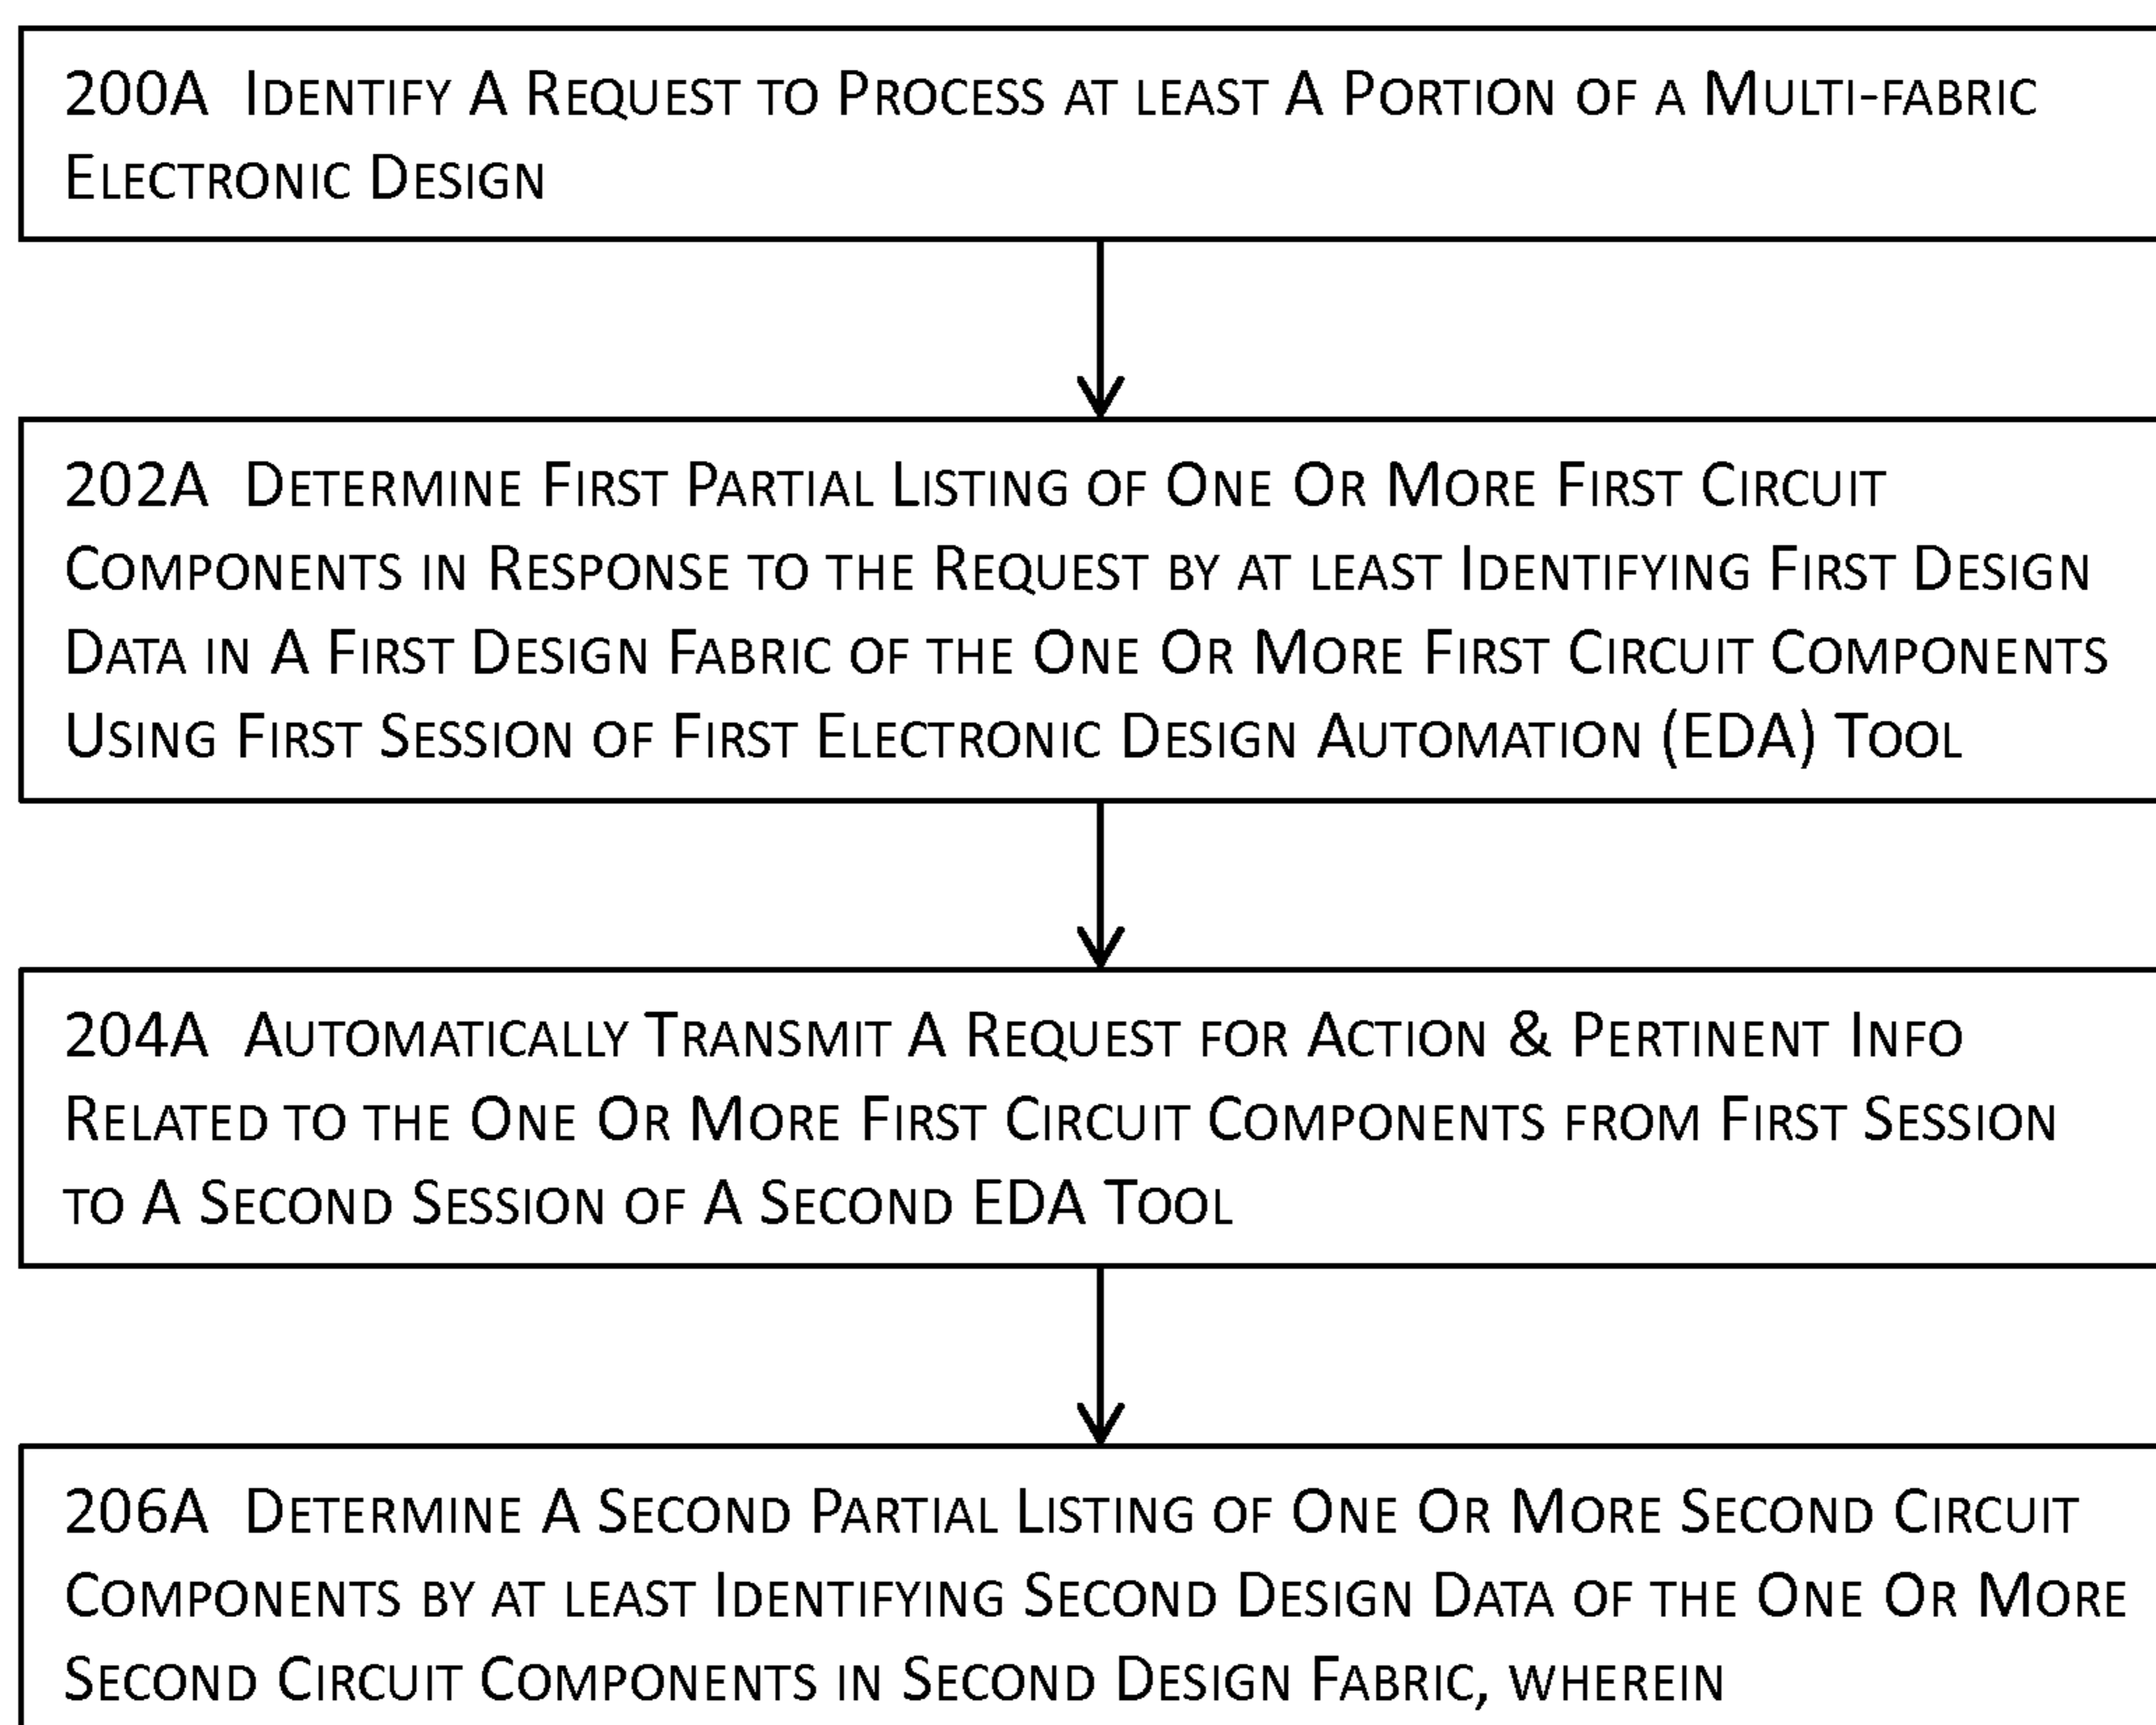 200A Identify A Request to Process at least A Portion of a Multi-fabric
Electronic Design
202A Determine First Partial Listing of One Or More First Circuit
Components in Response to the Request by at least Identifying First Design
Data in A First Design Fabric of the One Or More First Circuit Components
Using First Session of First Electronic Design Automation (EDA) Tool
204A Automatically Transmit A Request for Action & Pertinent Info
Related to the One Or More First Circuit Components from First Session
to A Second Session of A Second EDA Tool
206A Determine A Second Partial Listing of One Or More Second Circuit
Components by at least Identifying Second Design Data of the One Or More
Second Circuit Components in Second Design Fabric, wherein